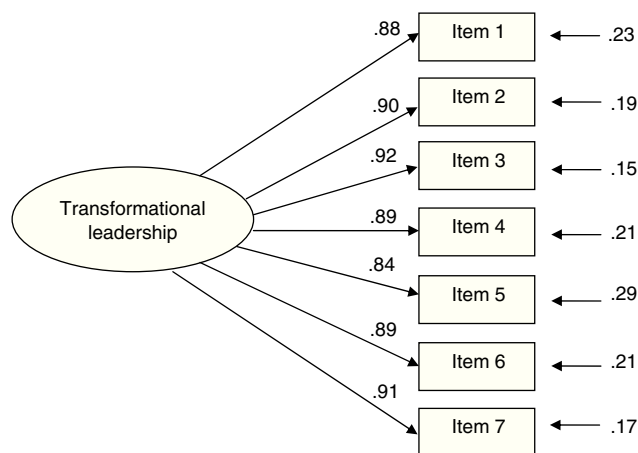 .88
Item 1
.23
.90
Item 2
.19
.92
Item 3
.15
Transformational
leadership
.89
Item 4
.21
.84
Item 5
.29
.89
Item 6
.21
.91
Item 7
.17